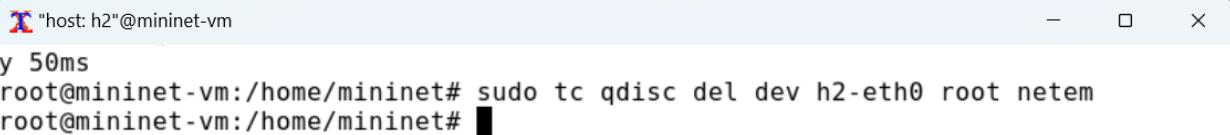 "host: h2"@mininet-vm
y 50ms
root@mininet-vm:/home/mininet# sudo tc qdisc del dev h2-eth0 root netem
root@mininet-vm:/home/mininet#